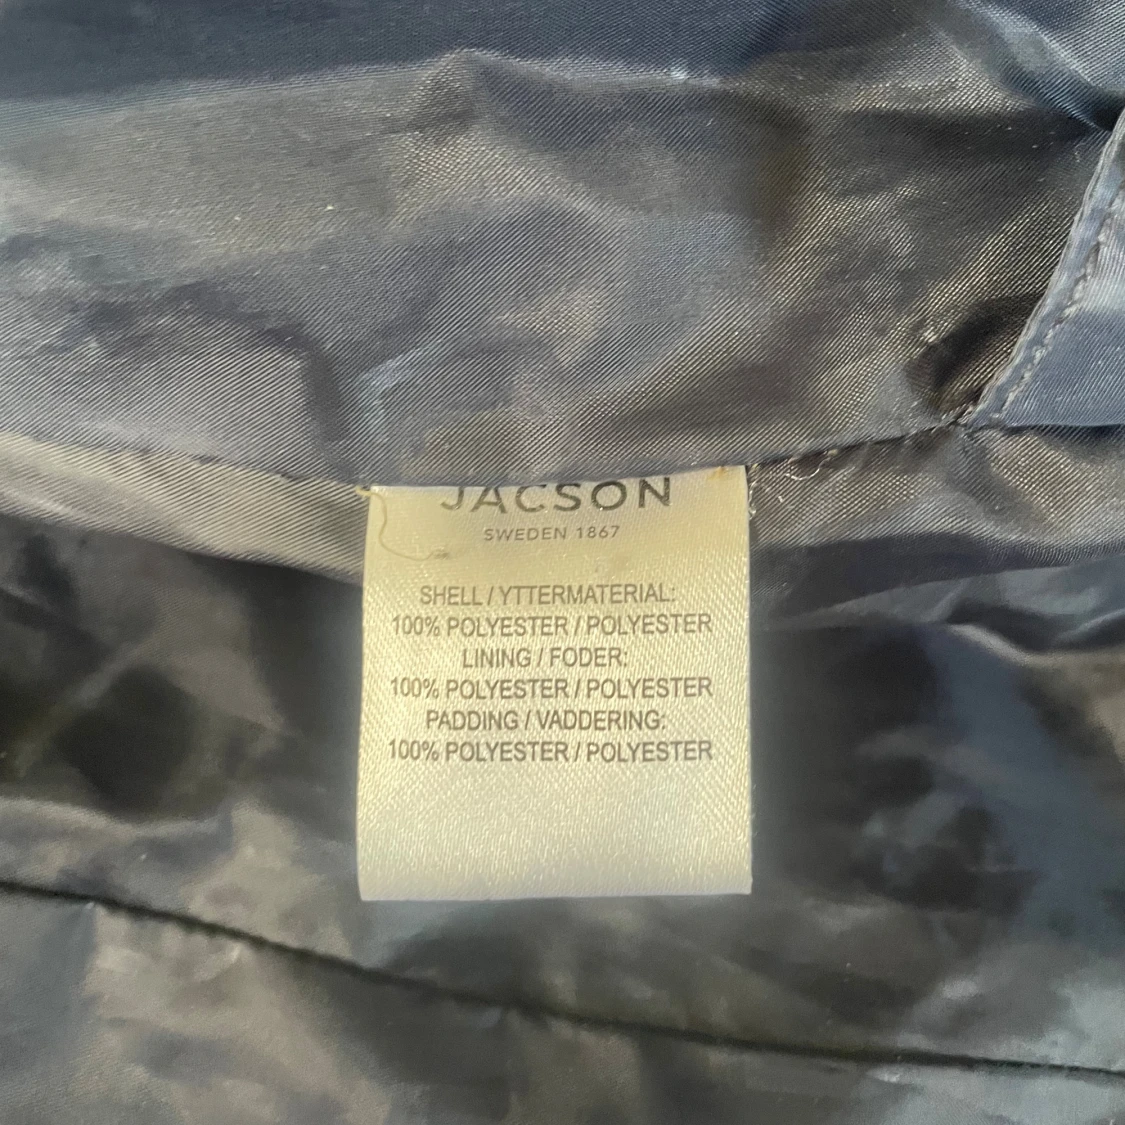 JACSON
SWEDEN 1867
SHELL / YTTERMATERIAL:
100% POLYESTER / POLYESTER
LINING / FODER:
100% POLYESTER / POLYESTER
PADDING / VADDERING:
100% POLYESTER / POLYESTER